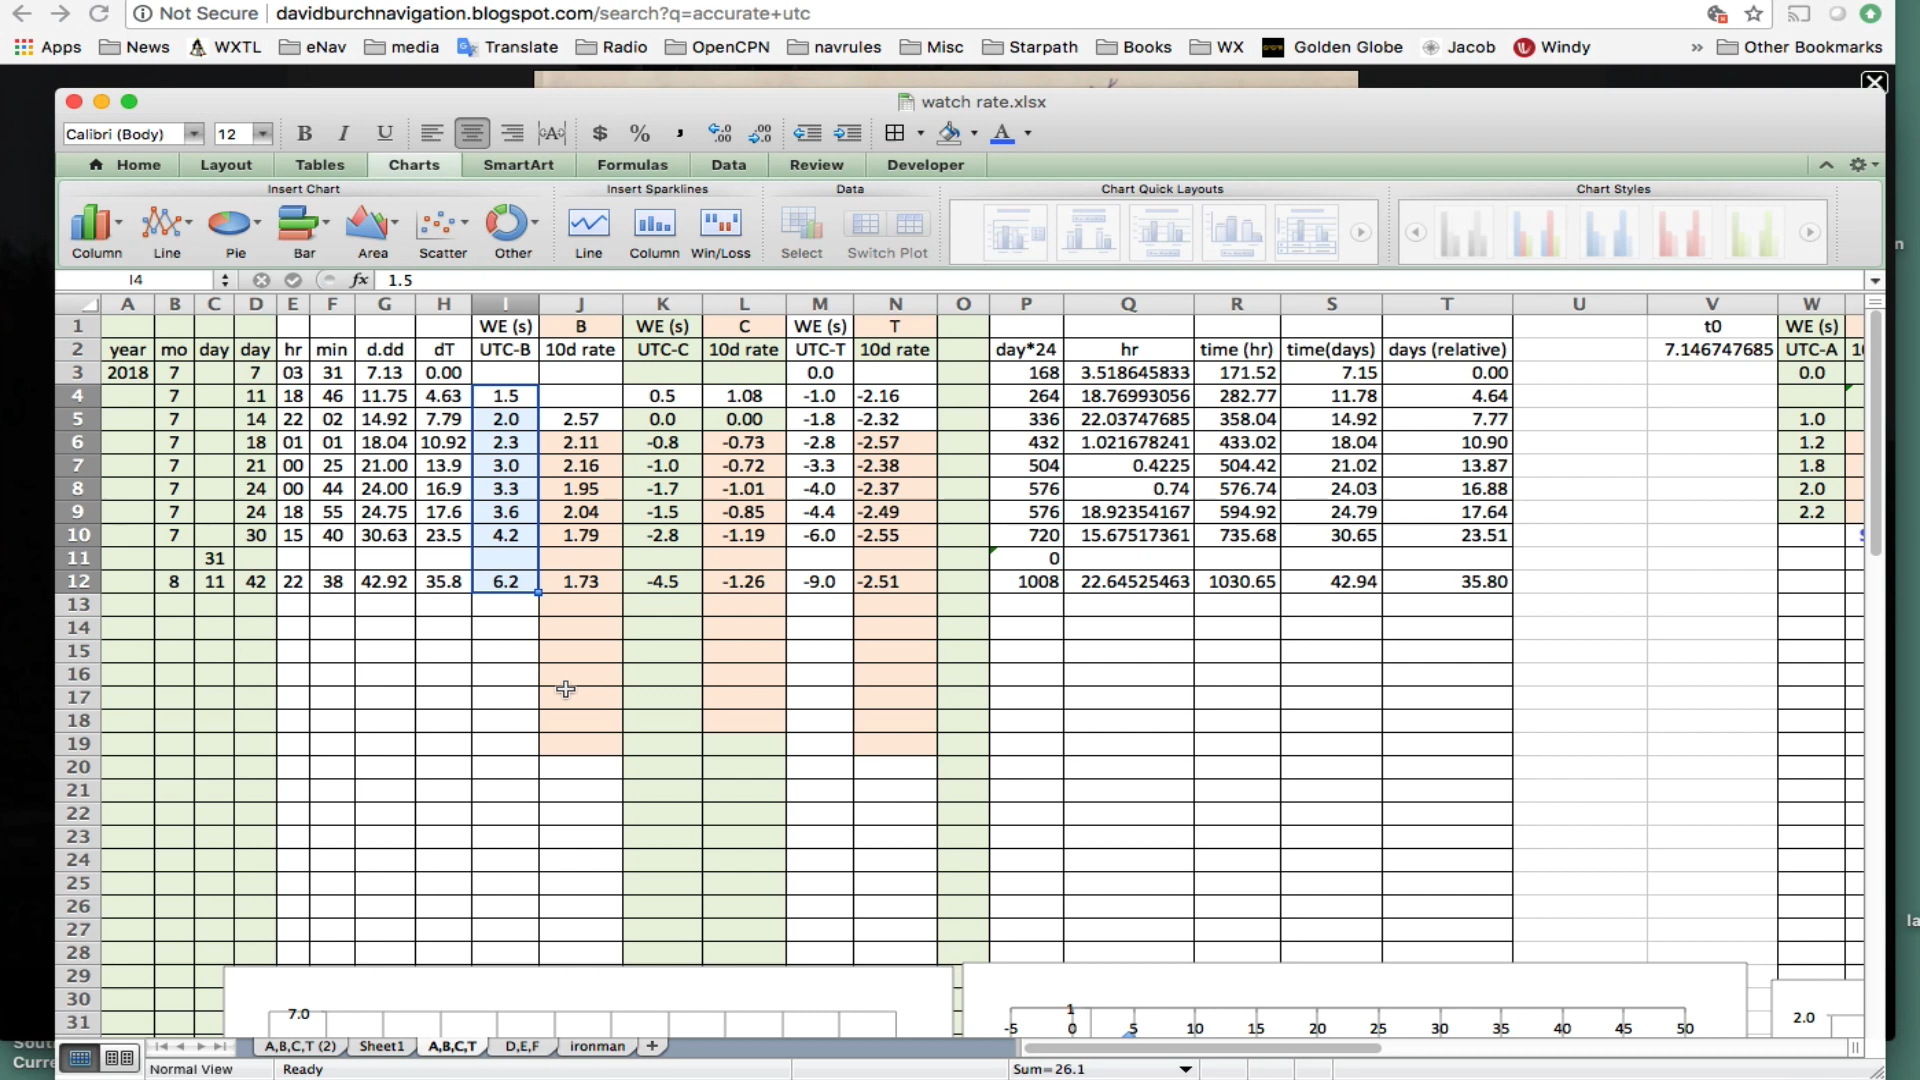 Not Secure | davidburchnavigation.blogspot.com/search?q=accurate+utc
Apps News WXTL eNav media Translate Radio OpenCPN navrules Misc Starpath Books WX Golden Globe Jacob Windy » Other Bookmarks
watch rate.xlsx
Calibri (Body) 12 B I U A $ % , A
Home Layout Tables Charts SmartArt Formulas Data Review Developer
Insert Chart Insert Sparklines Data Chart Quick Layouts Chart Styles
Column Line Pie Bar Area Scatter Other Line Column Win/Loss Select Switch Plot
I4 fx 1.5
A B C D E F G H I J K L M N O P Q R S T U V W
1 WE (s) B WE (s) C WE (s) T t0 WE (s)
2 year mo day day hr min d.dd dT UTC-B 10d rate UTC-C 10d rate UTC-T 10d rate day*24 hr time (hr) time(days) days (relative) 7.146747685 UTC-A
3 2018 7 7 03 31 7.13 0.00 0.0 168 3.518645833 171.52 7.15 0.00 0.0
4 7 11 18 46 11.75 4.63 1.5 0.5 1.08 -1.0 -2.16 264 18.76993056 282.77 11.78 4.64
5 7 14 22 02 14.92 7.79 2.0 2.57 0.0 0.00 -1.8 -2.32 336 22.03747685 358.04 14.92 7.77 1.0
6 7 18 01 01 18.04 10.92 2.3 2.11 -0.8 -0.73 -2.8 -2.57 432 1.021678241 433.02 18.04 10.90 1.2
7 7 21 00 25 21.00 13.9 3.0 2.16 -1.0 -0.72 -3.3 -2.38 504 0.4225 504.42 21.02 13.87 1.8
8 7 24 00 44 24.00 16.9 3.3 1.95 -1.7 -1.01 -4.0 -2.37 576 0.74 576.74 24.03 16.88 2.0
9 7 24 18 55 24.75 17.6 3.6 2.04 -1.5 -0.85 -4.4 -2.49 576 18.92354167 594.92 24.79 17.64 2.2
10 7 30 15 40 30.63 23.5 4.2 1.79 -2.8 -1.19 -6.0 -2.55 720 15.67517361 735.68 30.65 23.51
11 31 0
12 8 11 42 22 38 42.92 35.8 6.2 1.73 -4.5 -1.26 -9.0 -2.51 1008 22.64525463 1030.65 42.94 35.80
13
14
15
16
17
18
19
20
21
22
23
24
25
26
27
28
29
30
31
7.0
1
-5 0 5 10 15 20 25 30 35 40 45 50
2.0
A,B,C,T (2) Sheet1 A,B,C,T D,E,F ironman +
Normal View Ready Sum=26.1
Curre